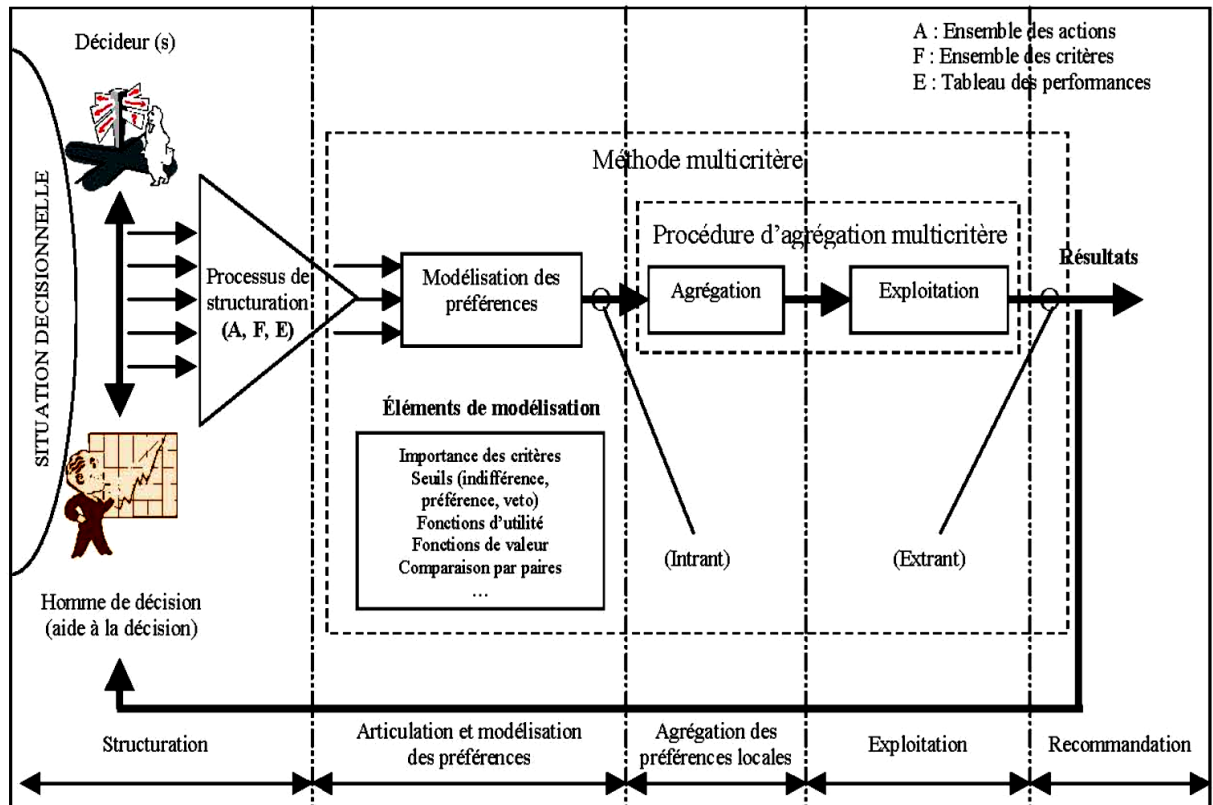 Décideur (s)
A : Ensemble des actions
F : Ensemble des critères
E : Tableau des performances
SITUATION DECISIONNELLE
Méthode multicritère
Procédure d'agrégation multicritère
Processus de
structuration
(A, F, E)
Modélisation des
préférences
Agrégation
Exploitation
Résultats
Éléments de modélisation
Importance des critères
Seuils (indifférence,
préférence, veto)
Fonctions d'utilité
Fonctions de valeur
Comparaison par paires
…
(Intrant)
(Extrant)
Homme de décision
(aide à la décision)
Structuration
Articulation et modélisation
des préférences
Agrégation des
préférences locales
Exploitation
Recommandation